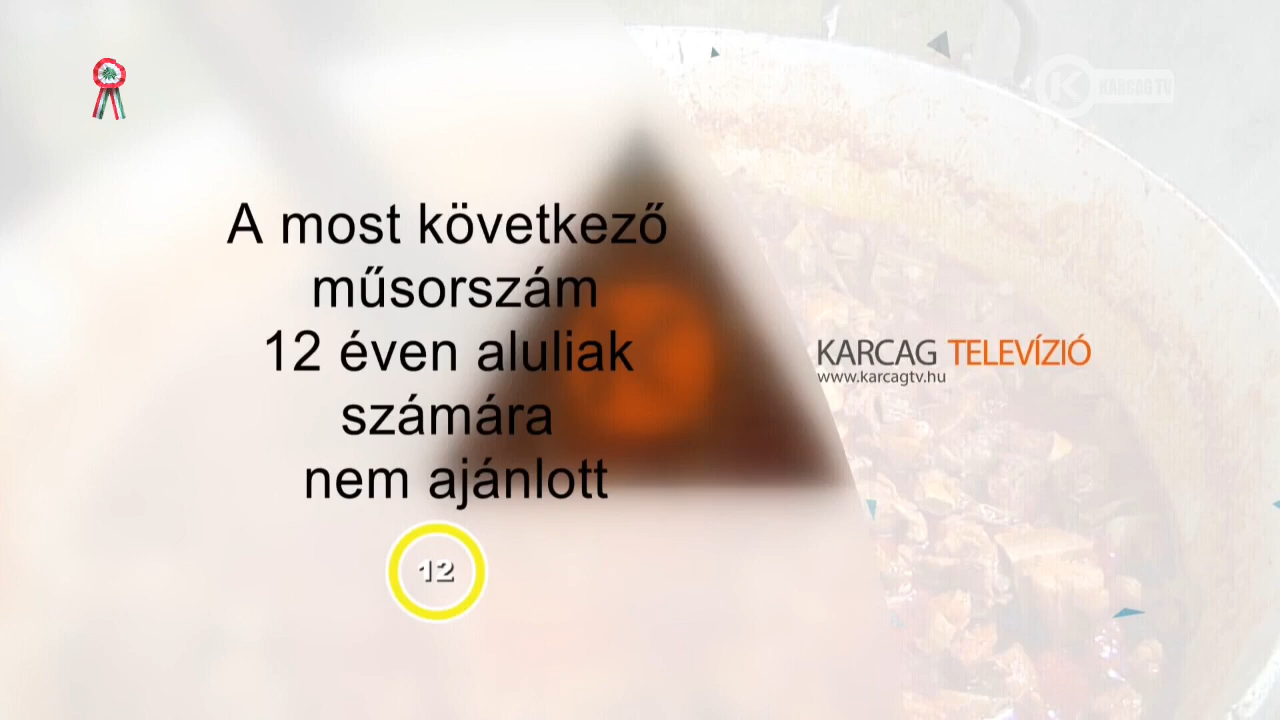 KARCAG TV
A most következő
műsorszám
12 éven aluliak
számára
nem ajánlott
12
KARCAG TELEVÍZIÓ
www.karcagtv.hu